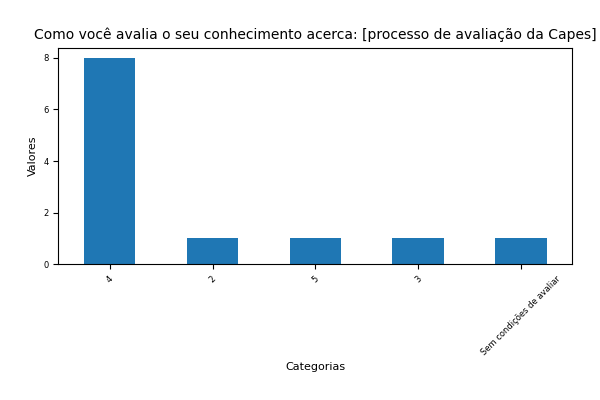 Como você avalia o seu conhecimento acerca: [processo de avaliação da Capes]
8
6
4
2
0
Valores
4
2
5
3
Sem condições de avaliar
Categorias